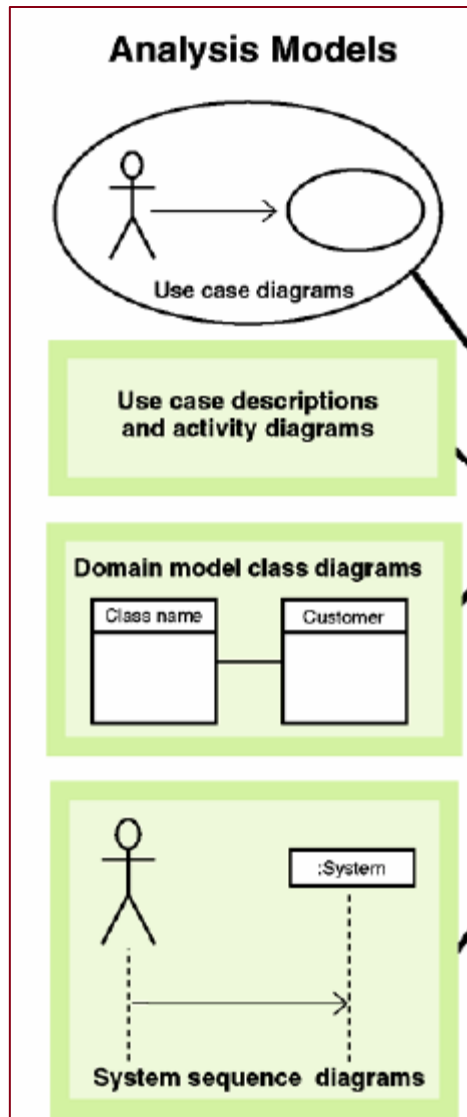 Analysis Models
Use case diagrams
Use case descriptions
and activity diagrams
Domain model class diagrams
Class name
Customer
:System
System sequence diagrams